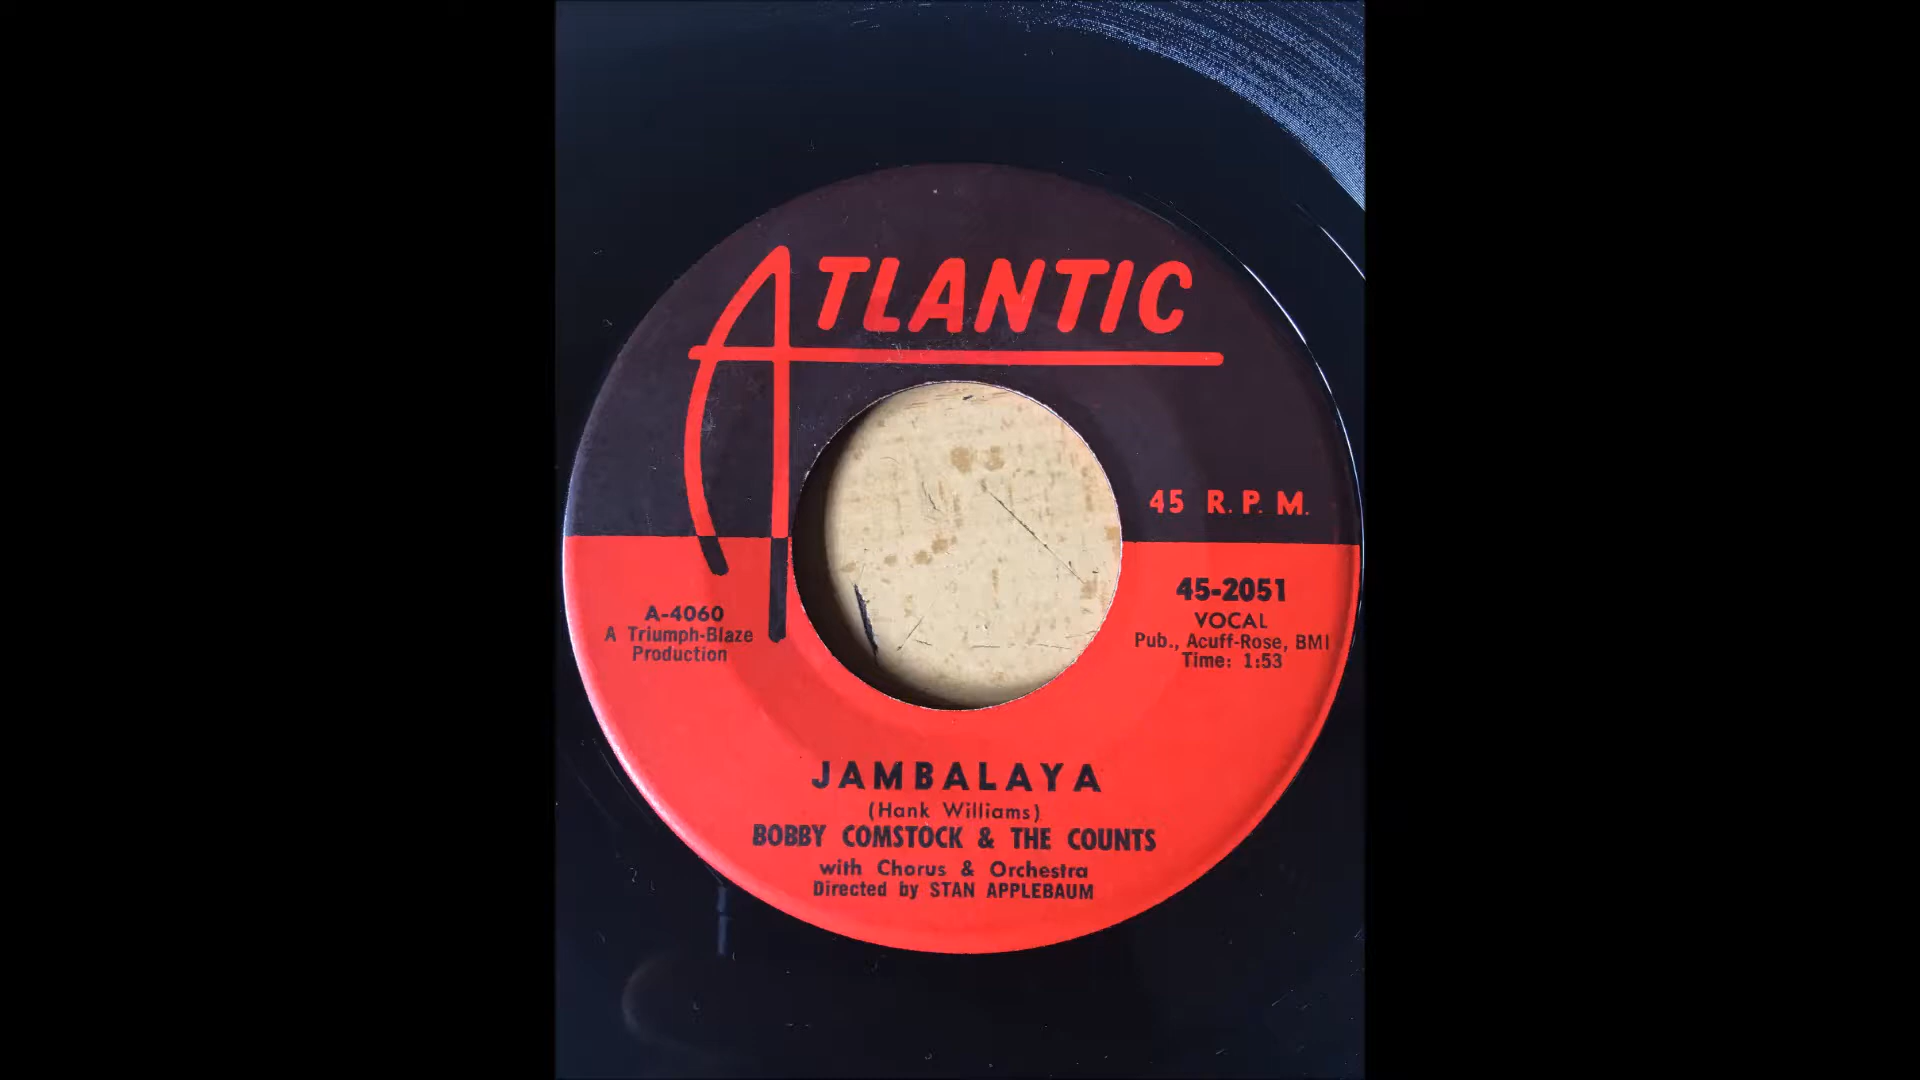 ATLANTIC
45 R.P.M.
45-2051
VOCAL
Pub., Acuff-Rose, BMI
Time: 1:53
A-4060
A Triumph-Blaze
Production
JAMBALAYA
(Hank Williams)
BOBBY COMSTOCK & THE COUNTS
with Chorus & Orchestra
Directed by STAN APPLEBAUM